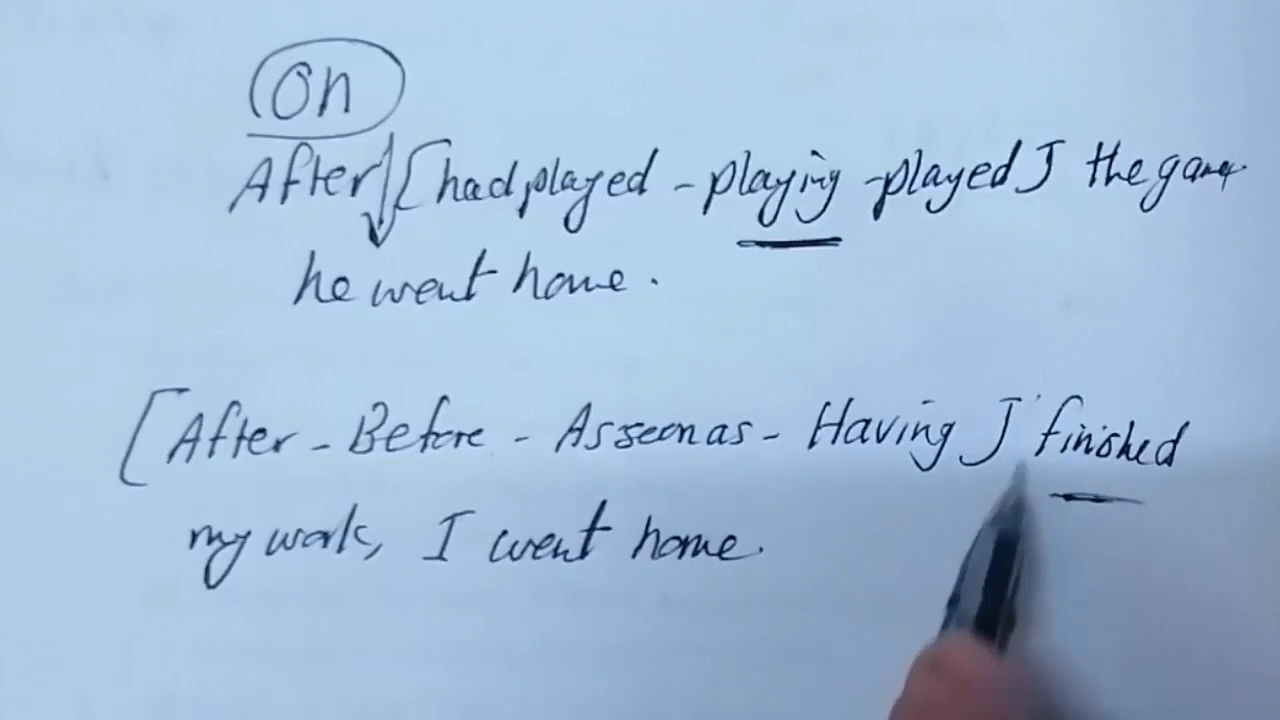 On
After [had played - playing - played] the game
he went home.
[After - Before - As soon as - Having] finished
my work, I went home.